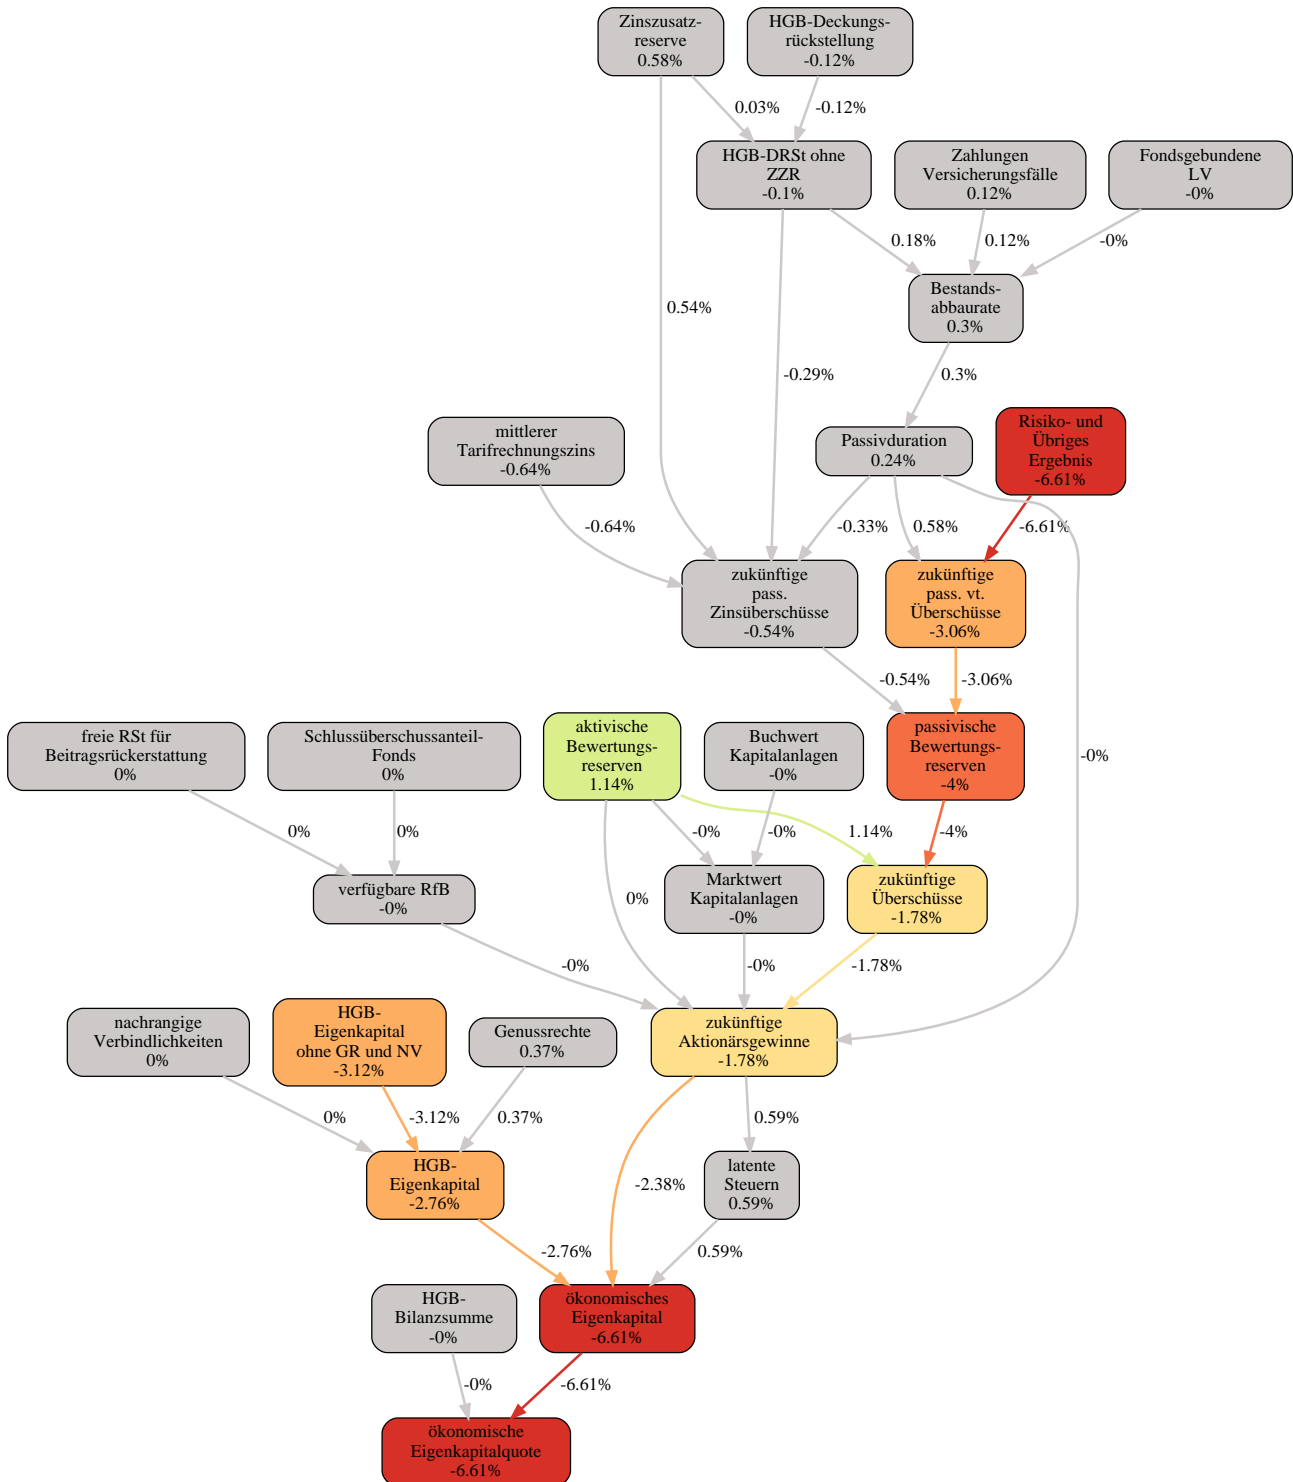 Zinszusatz-
reserve
0.58%
HGB-Deckungs-
rückstellung
-0.12%
0.03%
-0.12%
HGB-DRSt ohne
ZZR
-0.1%
Zahlungen
Versicherungsfälle
0.12%
Fondsgebundene
LV
-0%
0.18%
0.12%
-0%
Bestands-
abbaurate
0.3%
0.54%
-0.29%
0.3%
mittlerer
Tarifrechnungszins
-0.64%
Passivduration
0.24%
Risiko- und
Übriges
Ergebnis
-6.61%
-0.64%
-0.33%
0.58%
-6.61%
zukünftige
pass.
Zinsüberschüsse
-0.54%
zukünftige
pass. vt.
Überschüsse
-3.06%
-0.54%
-3.06%
freie RSt für
Beitragsrückerstattung
0%
Schlussüberschussanteil-
Fonds
0%
aktivische
Bewertungs-
reserven
1.14%
Buchwert
Kapitalanlagen
-0%
passivische
Bewertungs-
reserven
-4%
-0%
0%
0%
-0%
-0%
1.14%
-4%
verfügbare RfB
-0%
0%
Marktwert
Kapitalanlagen
-0%
zukünftige
Überschüsse
-1.78%
-0%
-0%
-1.78%
nachrangige
Verbindlichkeiten
0%
HGB-
Eigenkapital
ohne GR und NV
-3.12%
Genussrechte
0.37%
zukünftige
Aktionärsgewinne
-1.78%
0%
-3.12%
0.37%
0.59%
HGB-
Eigenkapital
-2.76%
-2.38%
latente
Steuern
0.59%
-2.76%
0.59%
HGB-
Bilanzsumme
-0%
ökonomisches
Eigenkapital
-6.61%
-0%
-6.61%
ökonomische
Eigenkapitalquote
-6.61%